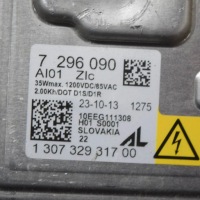 7 296 090
AI01 ZIc
35Wmax. 1200VDC/85VAC
2.00Kh/DOT D1S/D1R
23-10-13 1275
10EEG111308
H01 S0001
SLOVAKIA
22
AL
1 307 329 317 00